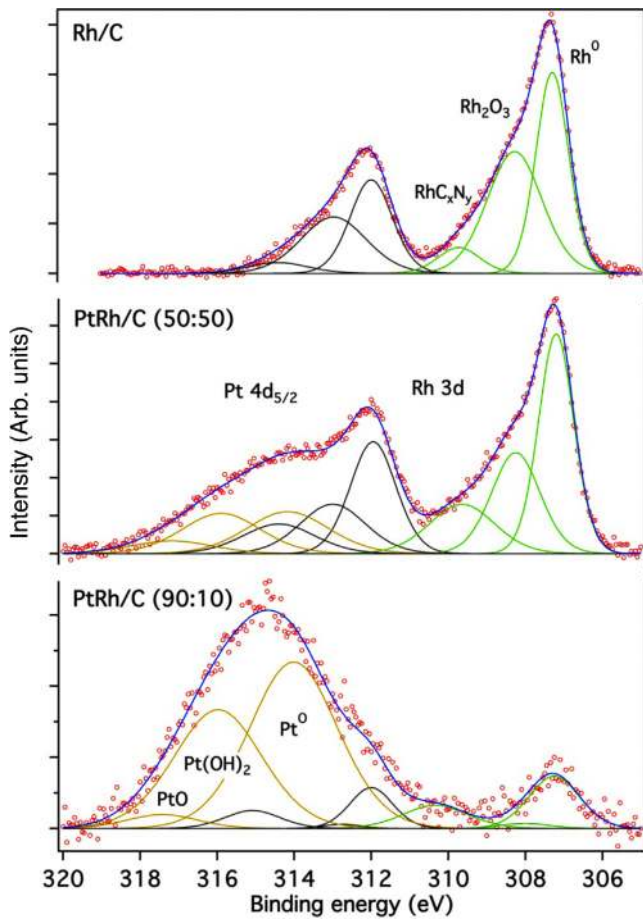 Rh/C
Rh⁰
Rh₂O₃
RhCₓNᵧ
PtRh/C (50:50)
Pt 4d₅/₂
Rh 3d
PtRh/C (90:10)
Pt⁰
Pt(OH)₂
PtO
Intensity (Arb. units)
320 318 316 314 312 310 308 306
Binding energy (eV)